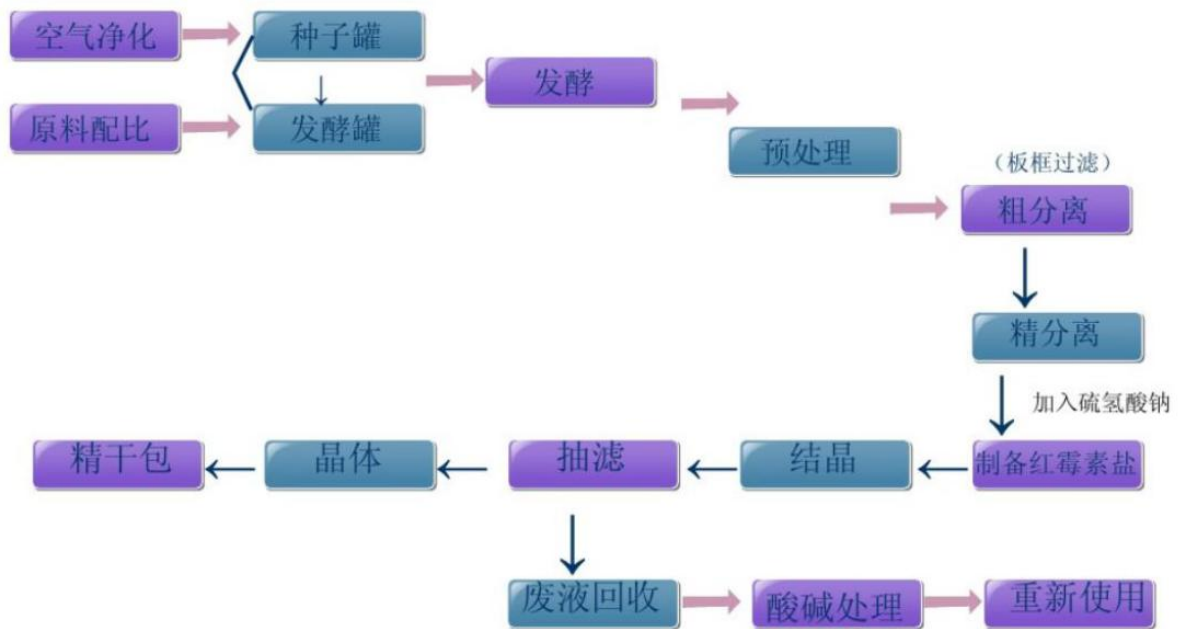 空气净化
种子罐
原料配比
发酵罐
发酵
预处理
（板框过滤）
粗分离
精分离
加入硫氢酸钠
制备红霉素盐
结晶
抽滤
晶体
精干包
废液回收
酸碱处理
重新使用